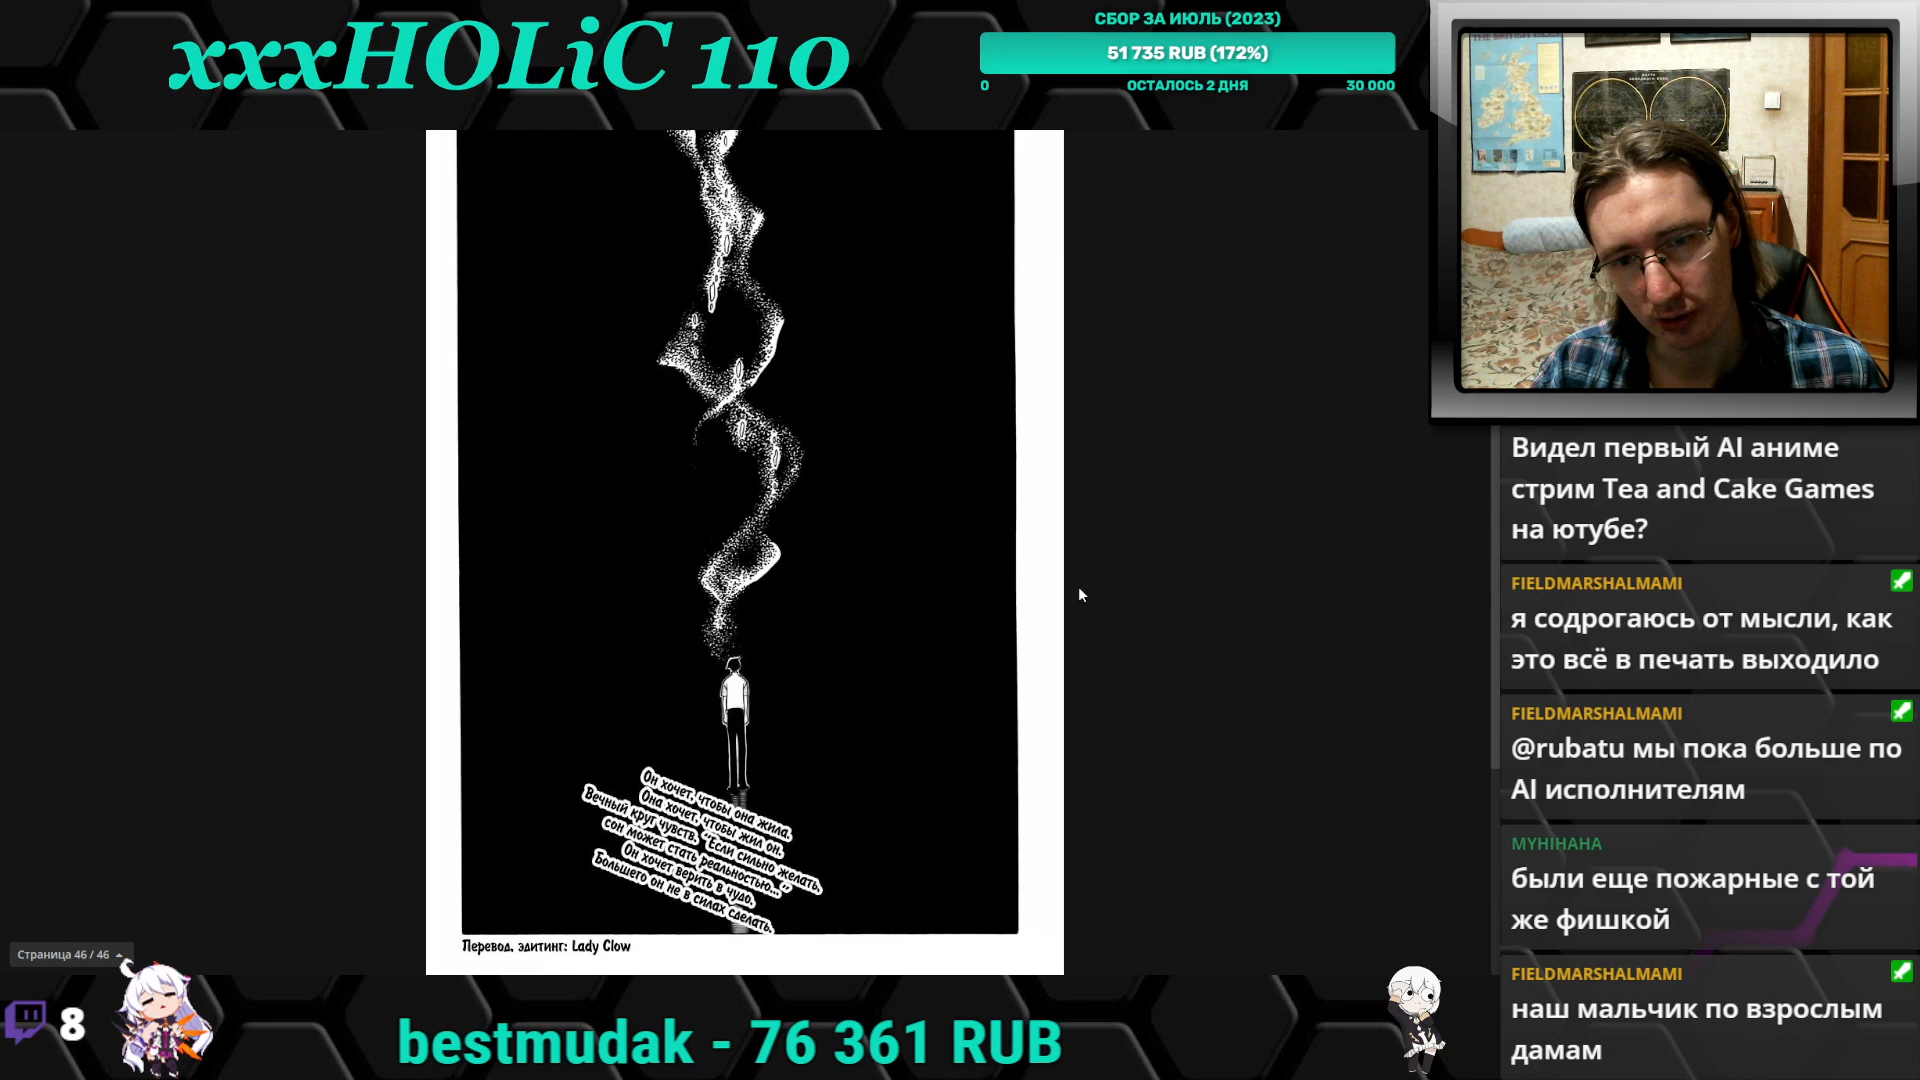 xxxHOLiC 110
СБОР ЗА ИЮЛЬ (2023)
51 735 RUB (172%)
0
ОСТАЛОСЬ 2 ДНЯ
30 000
THE BRITISH ISLES
Он хочет, чтобы она жила.
Она хочет, чтобы жил он.
Вечный круг чувств. "Если сильно желать,
сон может стать реальностью..."
Он хочет верить в чудо.
Большего он не в силах сделать.
Перевод, эдитинг: Lady Clow
Страница 46 / 46
8
bestmudak - 76 361 RUB
Видел первый AI аниме
стрим Tea and Cake Games
на ютубе?
FIELDMARSHALMAMI
я содрогаюсь от мысли, как
это всё в печать выходило
FIELDMARSHALMAMI
@rubatu мы пока больше по
AI исполнителям
MYHIHAHA
были еще пожарные с той
же фишкой
FIELDMARSHALMAMI
наш мальчик по взрослым
дамам